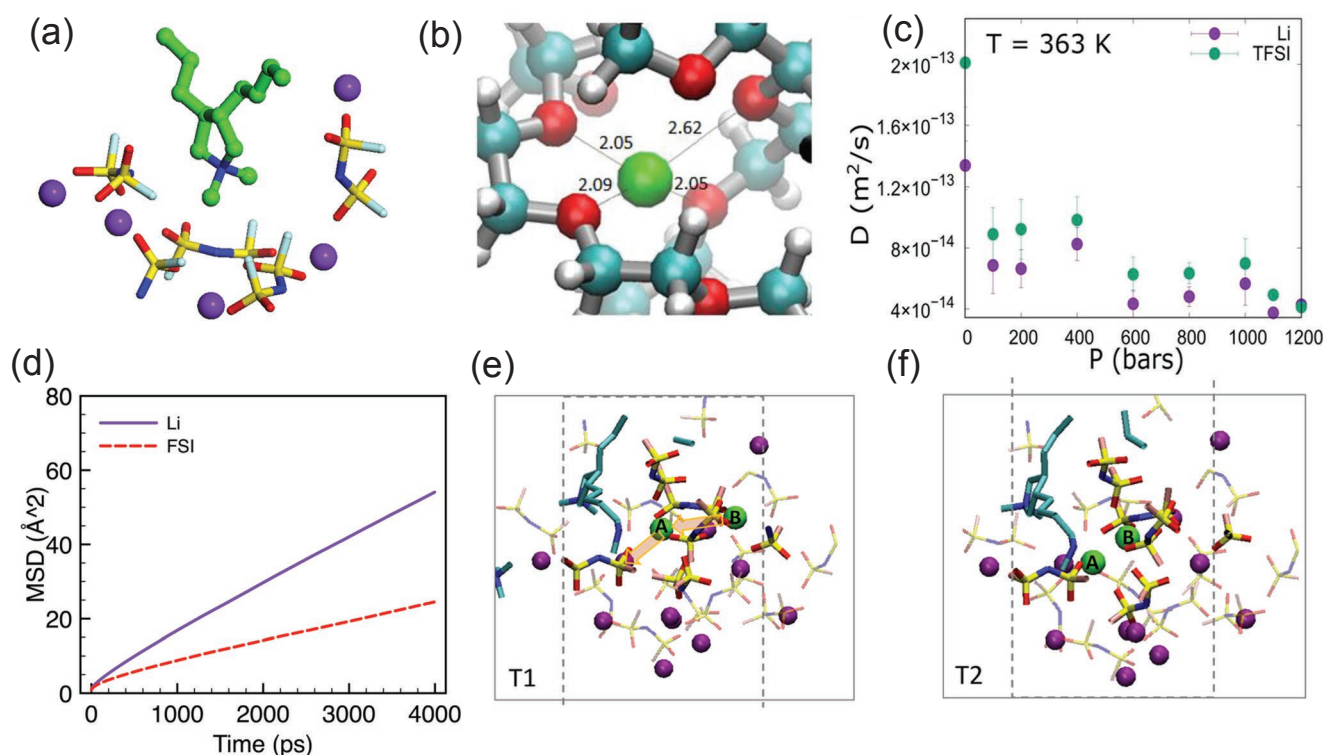 (a)
(b)
2.05
2.62
2.09
2.05
(c)
T = 363 K
Li
TFSI
2×10⁻¹³
1×10⁻¹³
1×10⁻¹³
8×10⁻¹⁴
4×10⁻¹⁴
D (m²/s)
0 200 400 600 800 1000 1200
P (bars)
(d)
80
60
40
20
0
MSD (Å^2)
Li
FSI
0 1000 2000 3000 4000
Time (ps)
(e)
A
B
T1
(f)
B
A
T2